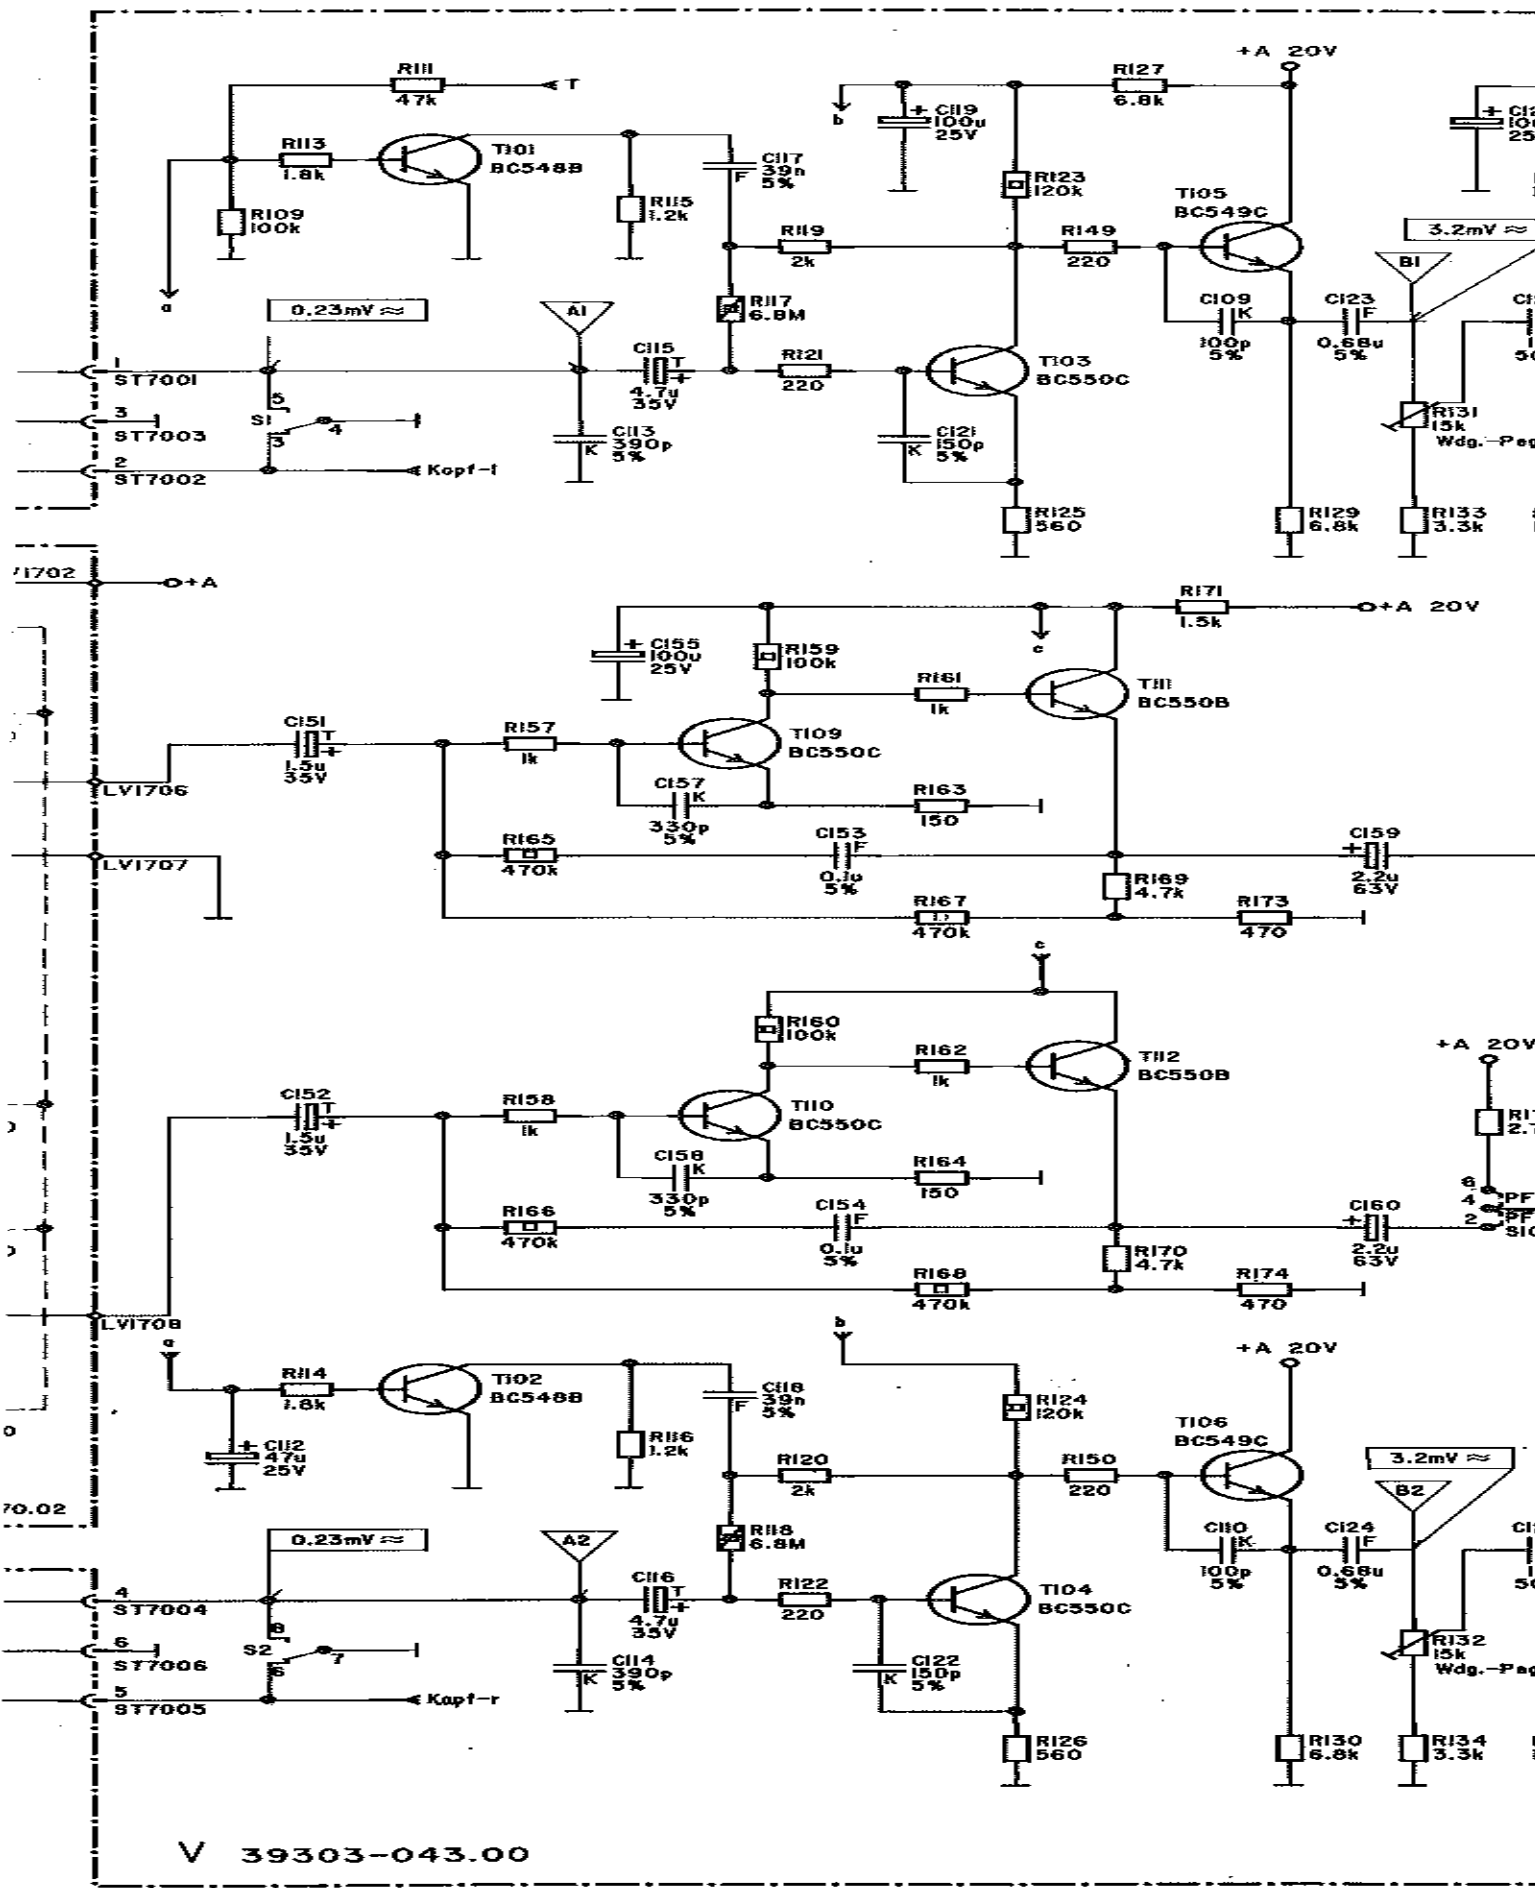 +A 20V
R111
47k
T
R127
6.8k
b
+ C119
100u
25V
R113
1.8k
T101
BC548B
C117
39n
5%
F
R123
120k
T105
BC549C
R109
100k
R115
1.2k
R119
2k
R149
220
3.2mV ≈
B1
a
0.23mV ≈
A1
R117
6.8M
C109
K
100p
5%
C123
F
0.68u
5%
1
ST7001
C115
T
+
4.7u
35V
R121
220
T103
BC550C
5
S1
3
4
3
ST7003
C113
390p
5%
K
C121
150p
5%
K
R131
15k
2
ST7002
Kopf-l
R125
560
R129
6.8k
R133
3.3k
+A
R171
1.5k
+A 20V
+ C155
100u
25V
R159
100k
c
R161
1k
T111
BC550B
C151
T
+
1.5u
35V
R157
1k
T109
BC550C
LV1706
C157
K
330p
5%
R163
150
R165
470k
C153
F
0.1u
5%
C159
+
2.2u
63V
LV1707
R169
4.7k
R167
470k
R173
470
c
R160
100k
R162
1k
T112
BC550B
+A 20V
C152
T
+
1.5u
35V
R158
1k
T110
BC550C
C158
K
330p
5%
R164
150
R166
470k
C154
F
0.1u
5%
C160
+
2.2u
63V
6
4
2
R170
4.7k
R168
470k
R174
470
LV1708
a
b
+A 20V
R114
1.8k
T102
BC548B
C118
39n
5%
F
R124
120k
T106
BC549C
+ C112
47u
25V
R116
1.2k
R120
2k
R150
220
3.2mV ≈
B2
70.02
0.23mV ≈
A2
R118
6.8M
C110
K
100p
5%
C124
F
0.68u
5%
4
ST7004
C116
T
+
4.7u
35V
R122
220
T104
BC550C
8
S2
6
7
6
ST7006
C114
390p
5%
K
C122
150p
5%
K
R132
15k
5
ST7005
Kopf-r
R126
560
R130
6.8k
R134
3.3k
V 39303-043.00